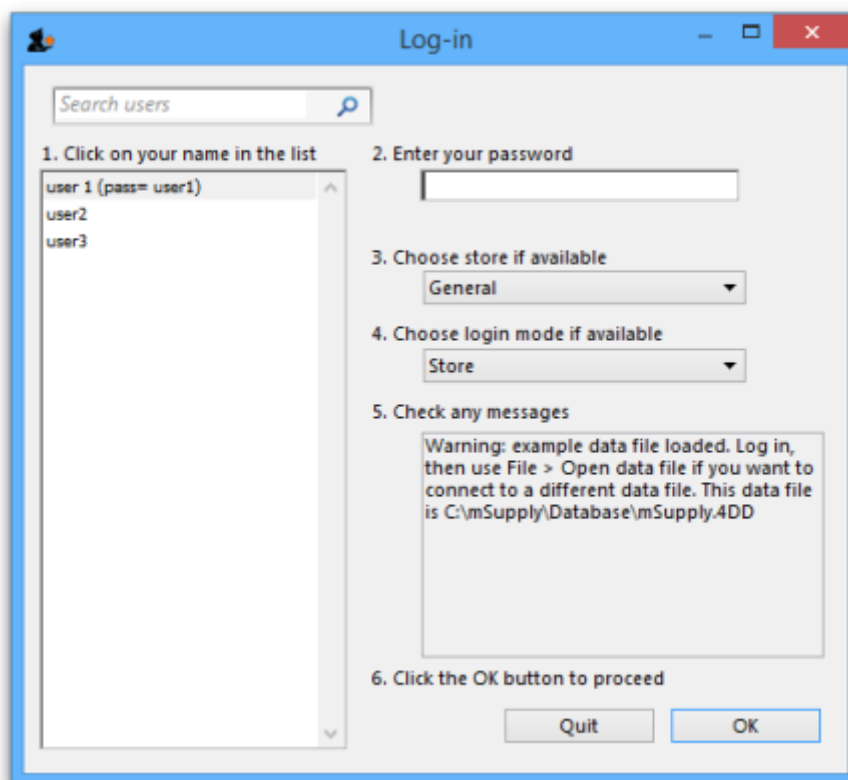 Log-in
Search users
1. Click on your name in the list
user 1 (pass= user1)
user2
user3
2. Enter your password
3. Choose store if available
General
4. Choose login mode if available
Store
5. Check any messages
Warning: example data file loaded. Log in,
then use File > Open data file if you want to
connect to a different data file. This data file
is C:\mSupply\Database\mSupply.4DD
6. Click the OK button to proceed
Quit
OK